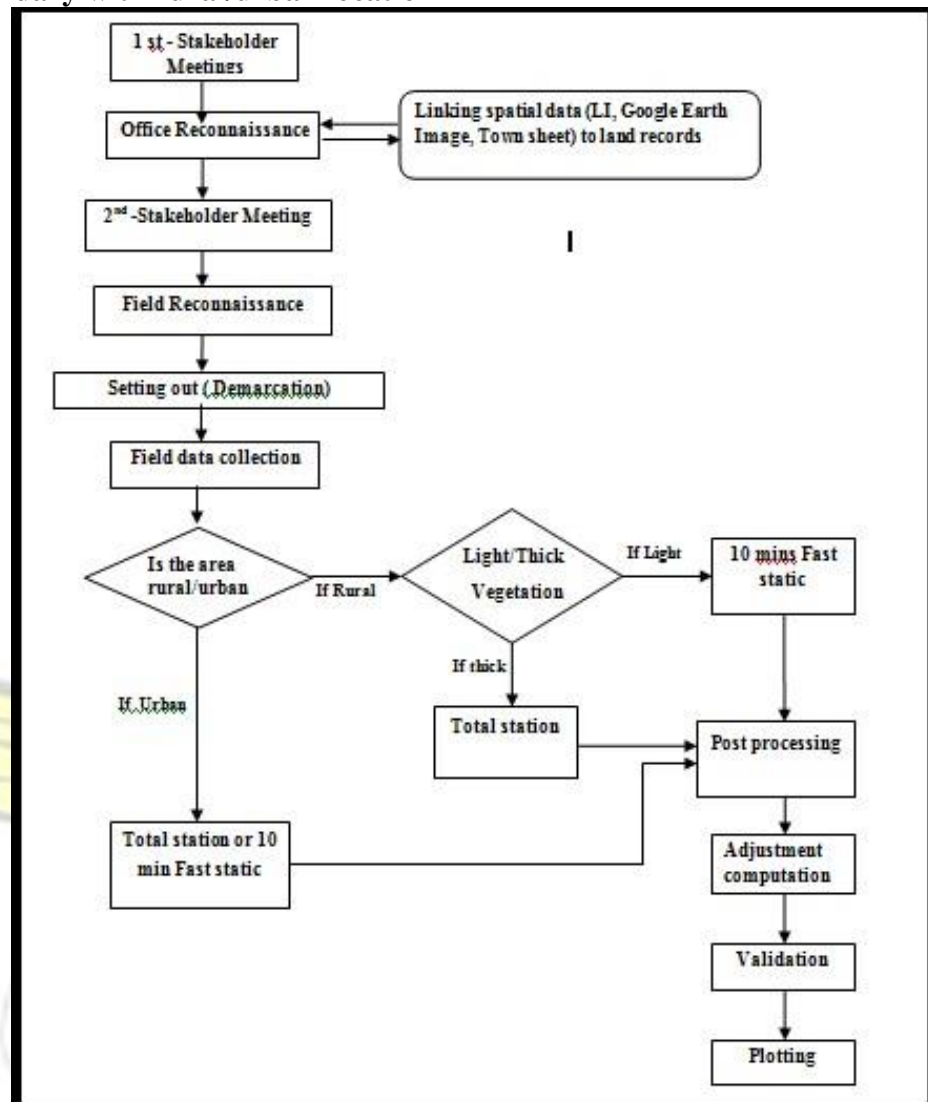 1 st - Stakeholder
Meetings
Office Reconnaissance
Linking spatial data (LI, Google Earth
Image, Town sheet) to land records
2nd -Stakeholder Meeting
Field Reconnaissance
Setting out ( Demarcation)
Field data collection
Is the area
rural/urban
If Rural
Light/Thick
Vegetation
If Light
10 mins Fast
static
If thick
If Urban
Total station
Post processing
Total station or 10
min Fast static
Adjustment
computation
Validation
Plotting